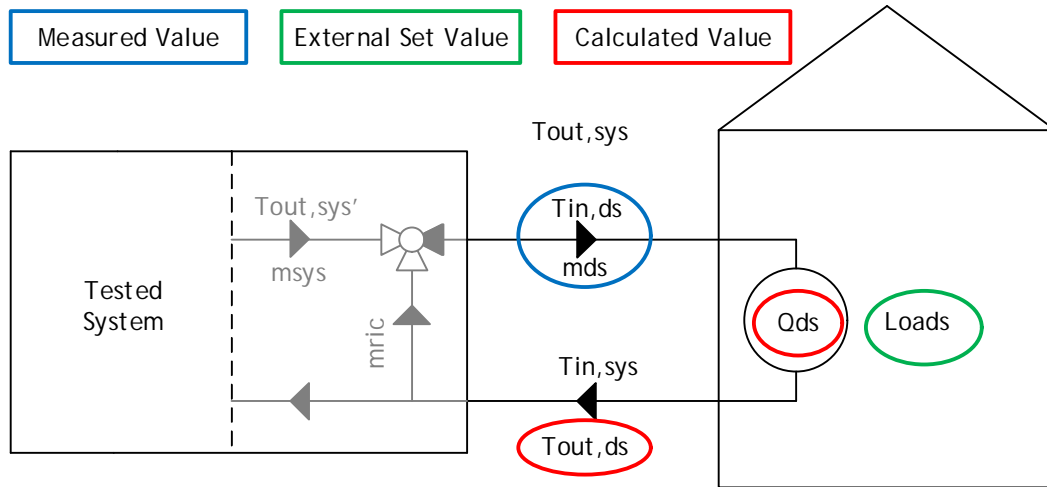 Measured Value
External Set Value
Calculated Value
Tout,sys
Tout,sys’
Tin,ds
msys
mds
Tested
System
mric
Qds
Loads
Tin,sys
Tout,ds